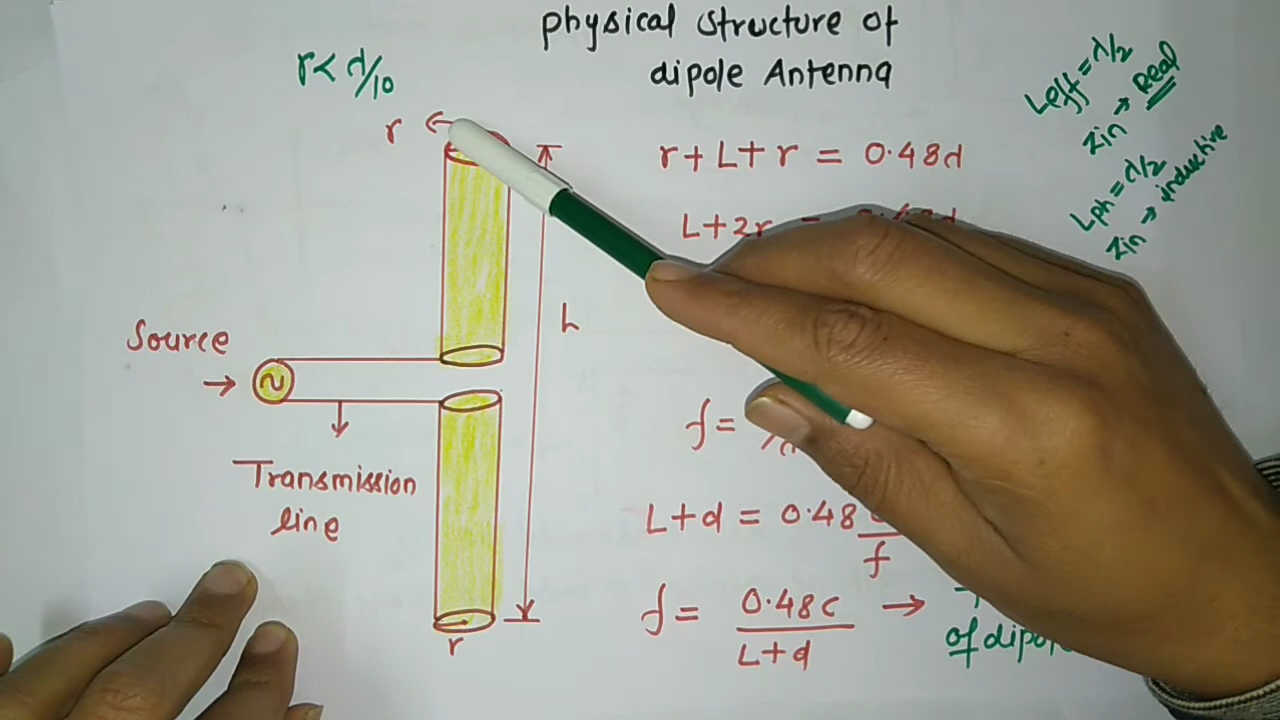 physical structure of
dipole Antenna
r < λ/10
r
r + L + r = 0.48λ
L + 2r
L
Source
Transmission
line
r
f =
L + d = 0.48
f
f = 0.48c / L + d →
of dipole
Leff = λ/2
Zin → Real
Lph = λ/2
Zin → inductive